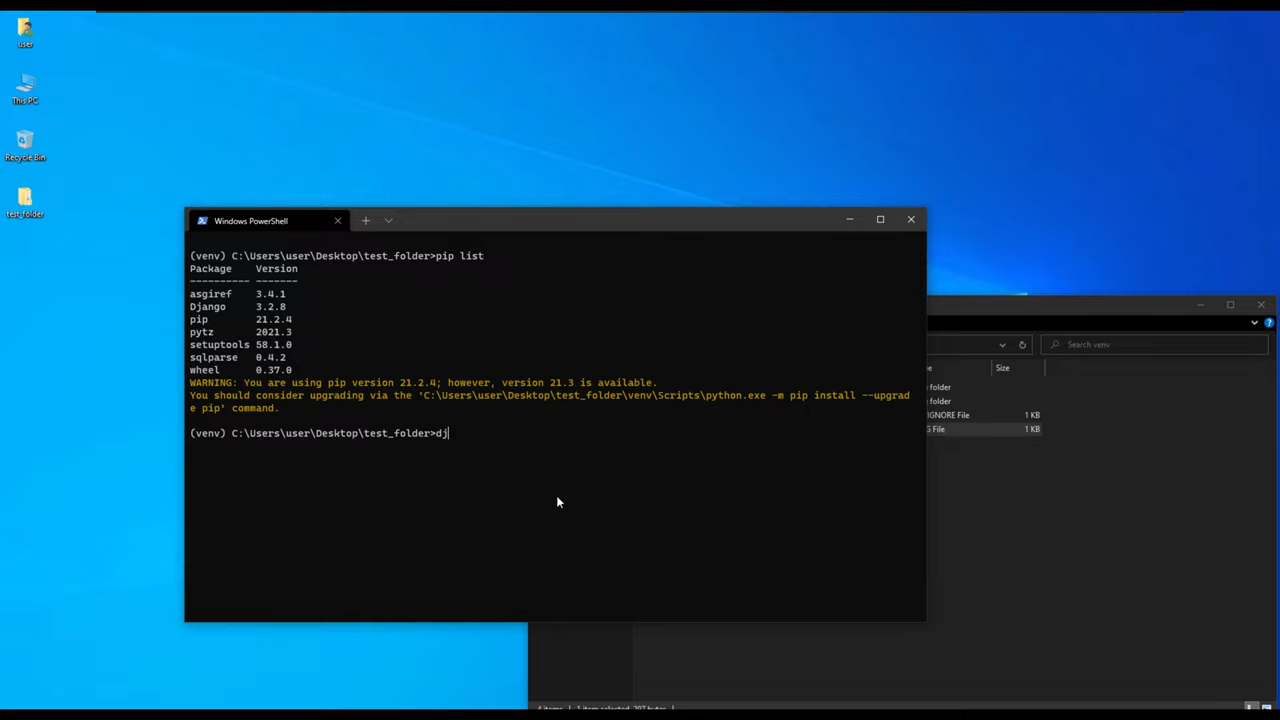 user
This PC
Recycle Bin
test_folder
Windows PowerShell
(venv) C:\Users\user\Desktop\test_folder>pip list
Package    Version
---------- -------
asgiref    3.4.1
Django     3.2.8
pip        21.2.4
pytz       2021.3
setuptools 58.1.0
sqlparse   0.4.2
wheel      0.37.0
WARNING: You are using pip version 21.2.4; however, version 21.3 is available.
You should consider upgrading via the 'C:\Users\user\Desktop\test_folder\venv\Scripts\python.exe -m pip install --upgrad
e pip' command.
(venv) C:\Users\user\Desktop\test_folder>dj
Search venv
Size
folder
folder
IGNORE File 1 KB
G File 1 KB
1 item selected